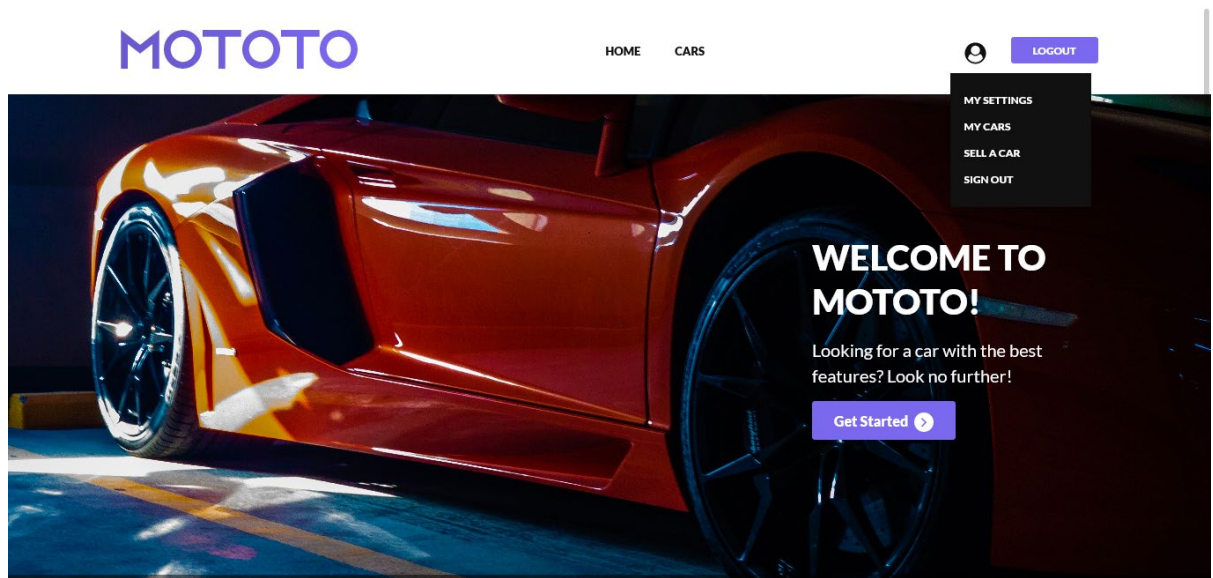 MOTOTO
HOME
CARS
LOGOUT
MY SETTINGS
MY CARS
SELL A CAR
SIGN OUT
WELCOME TO
MOTOTO!
Looking for a car with the best
features? Look no further!
Get Started